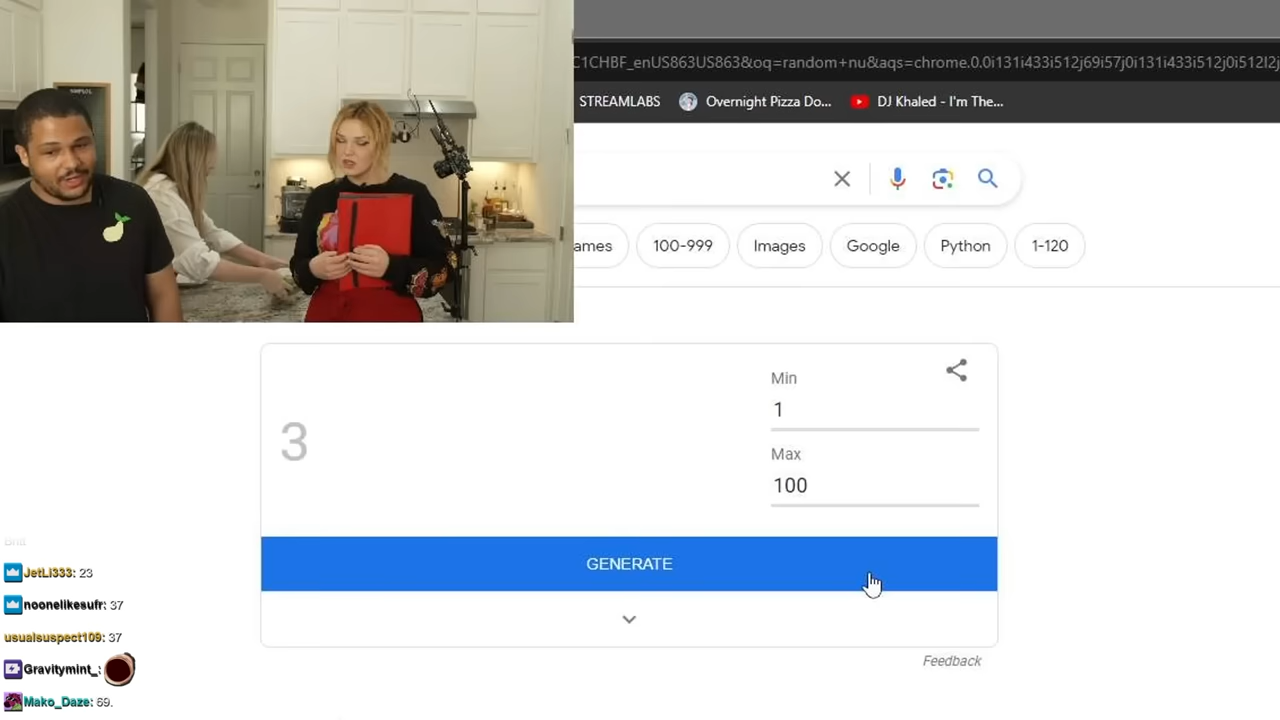 C1CHBF_enUS863US863&oq=random+nu&aqs=chrome.0.0i131i433i512j69i57j0i131i433i512j0i512l2j
STREAMLABS
Overnight Pizza Do...
DJ Khaled - I'm The...
ames
100-999
Images
Google
Python
1-120
Min
1
3
Max
100
GENERATE
Feedback
JetLi333: 23
noonelikesufr: 37
usualsuspect109: 37
Gravitymint_:
Mako_Daze: 69.